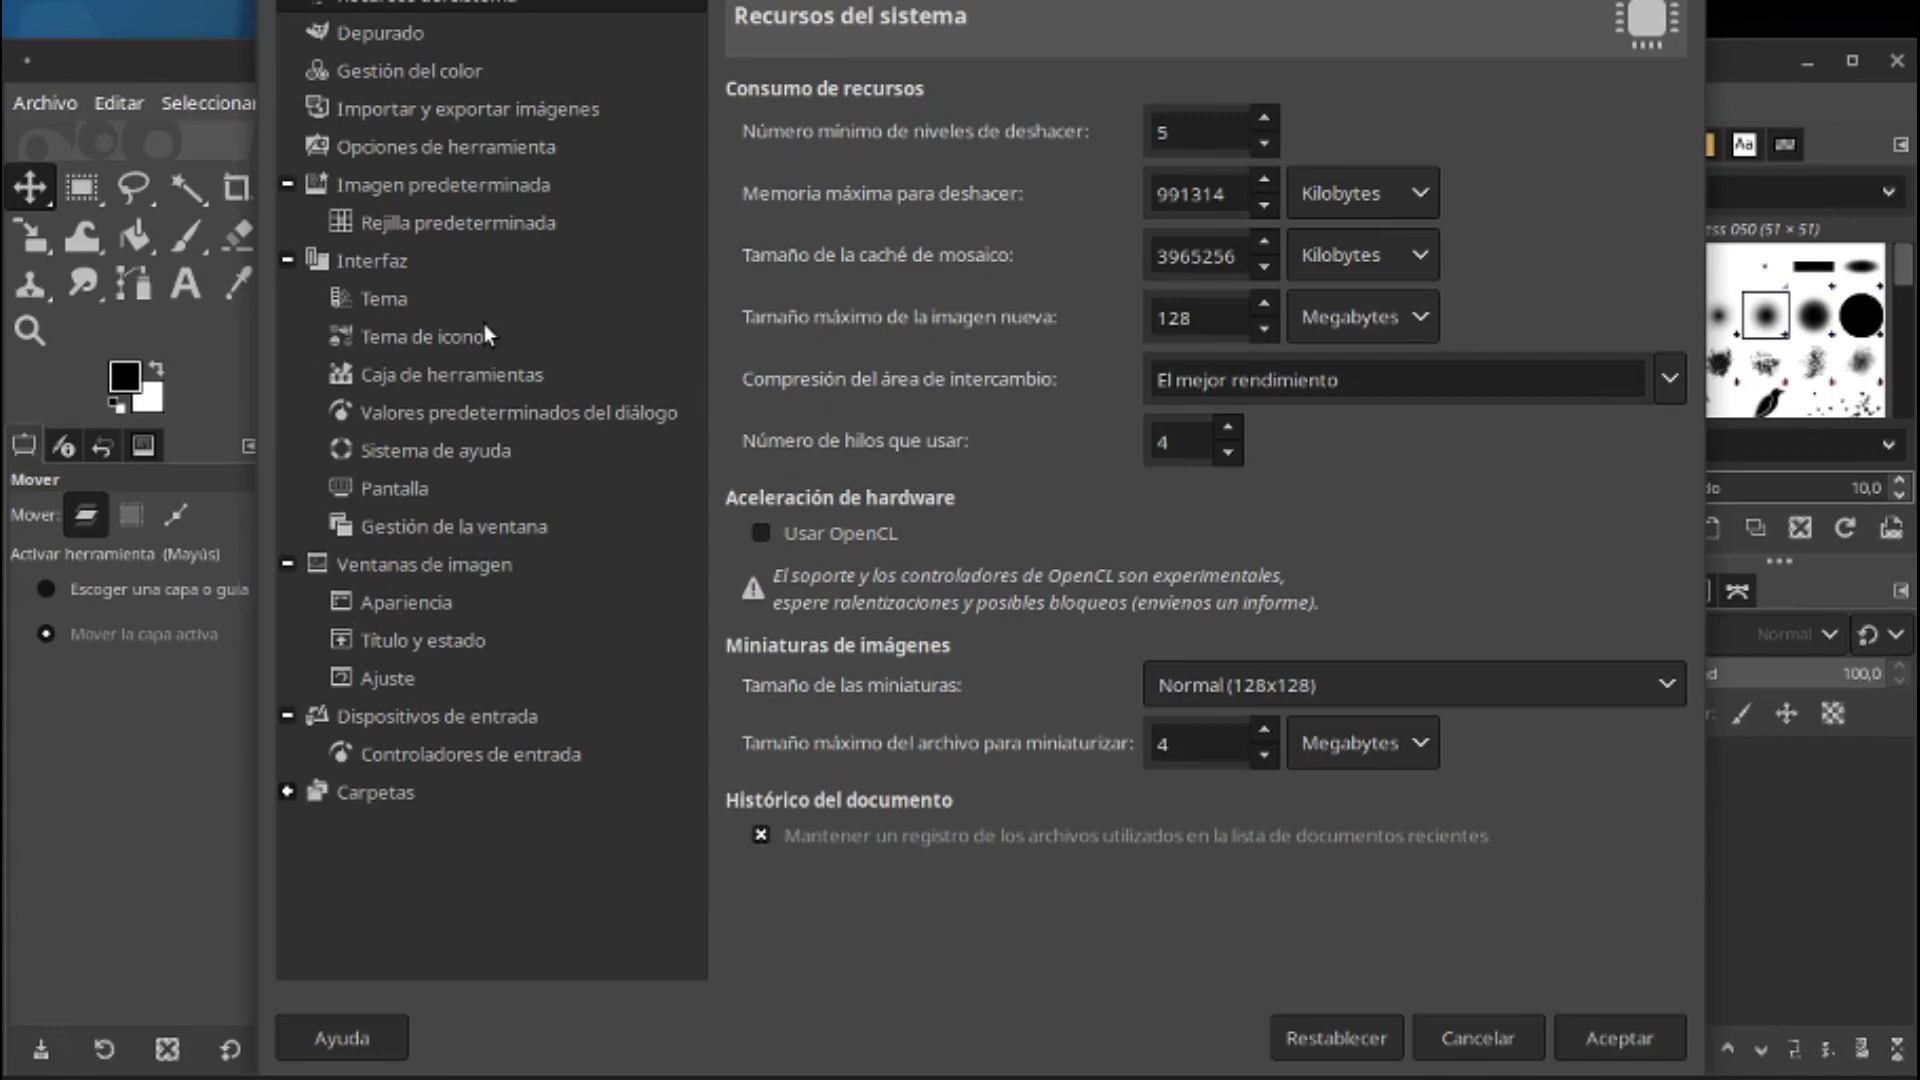 Recursos del sistema
Depurado
Gestión del color
Importar y exportar imágenes
Opciones de herramienta
Imagen predeterminada
Rejilla predeterminada
Interfaz
Tema
Tema de icono
Caja de herramientas
Valores predeterminados del diálogo
Sistema de ayuda
Pantalla
Gestión de la ventana
Ventanas de imagen
Apariencia
Título y estado
Ajuste
Dispositivos de entrada
Controladores de entrada
Carpetas
Ayuda
Recursos del sistema
Consumo de recursos
Número mínimo de niveles de deshacer: 5
Memoria máxima para deshacer: 991314 Kilobytes
Tamaño de la caché de mosaico: 3965256 Kilobytes
Tamaño máximo de la imagen nueva: 128 Megabytes
Compresión del área de intercambio: El mejor rendimiento
Número de hilos que usar: 4
Aceleración de hardware
Usar OpenCL
El soporte y los controladores de OpenCL son experimentales,
espere ralentizaciones y posibles bloqueos (envíenos un informe).
Miniaturas de imágenes
Tamaño de las miniaturas: Normal (128x128)
Tamaño máximo del archivo para miniaturizar: 4 Megabytes
Histórico del documento
Mantener un registro de los archivos utilizados en la lista de documentos recientes
Restablecer Cancelar Aceptar
Archivo Editar Seleccionar
Mover
Mover:
Activar herramienta (Mayús)
Escoger una capa o guía
Mover la capa activa
Aa
050 (51 × 51)
10,0
Normal
100,0